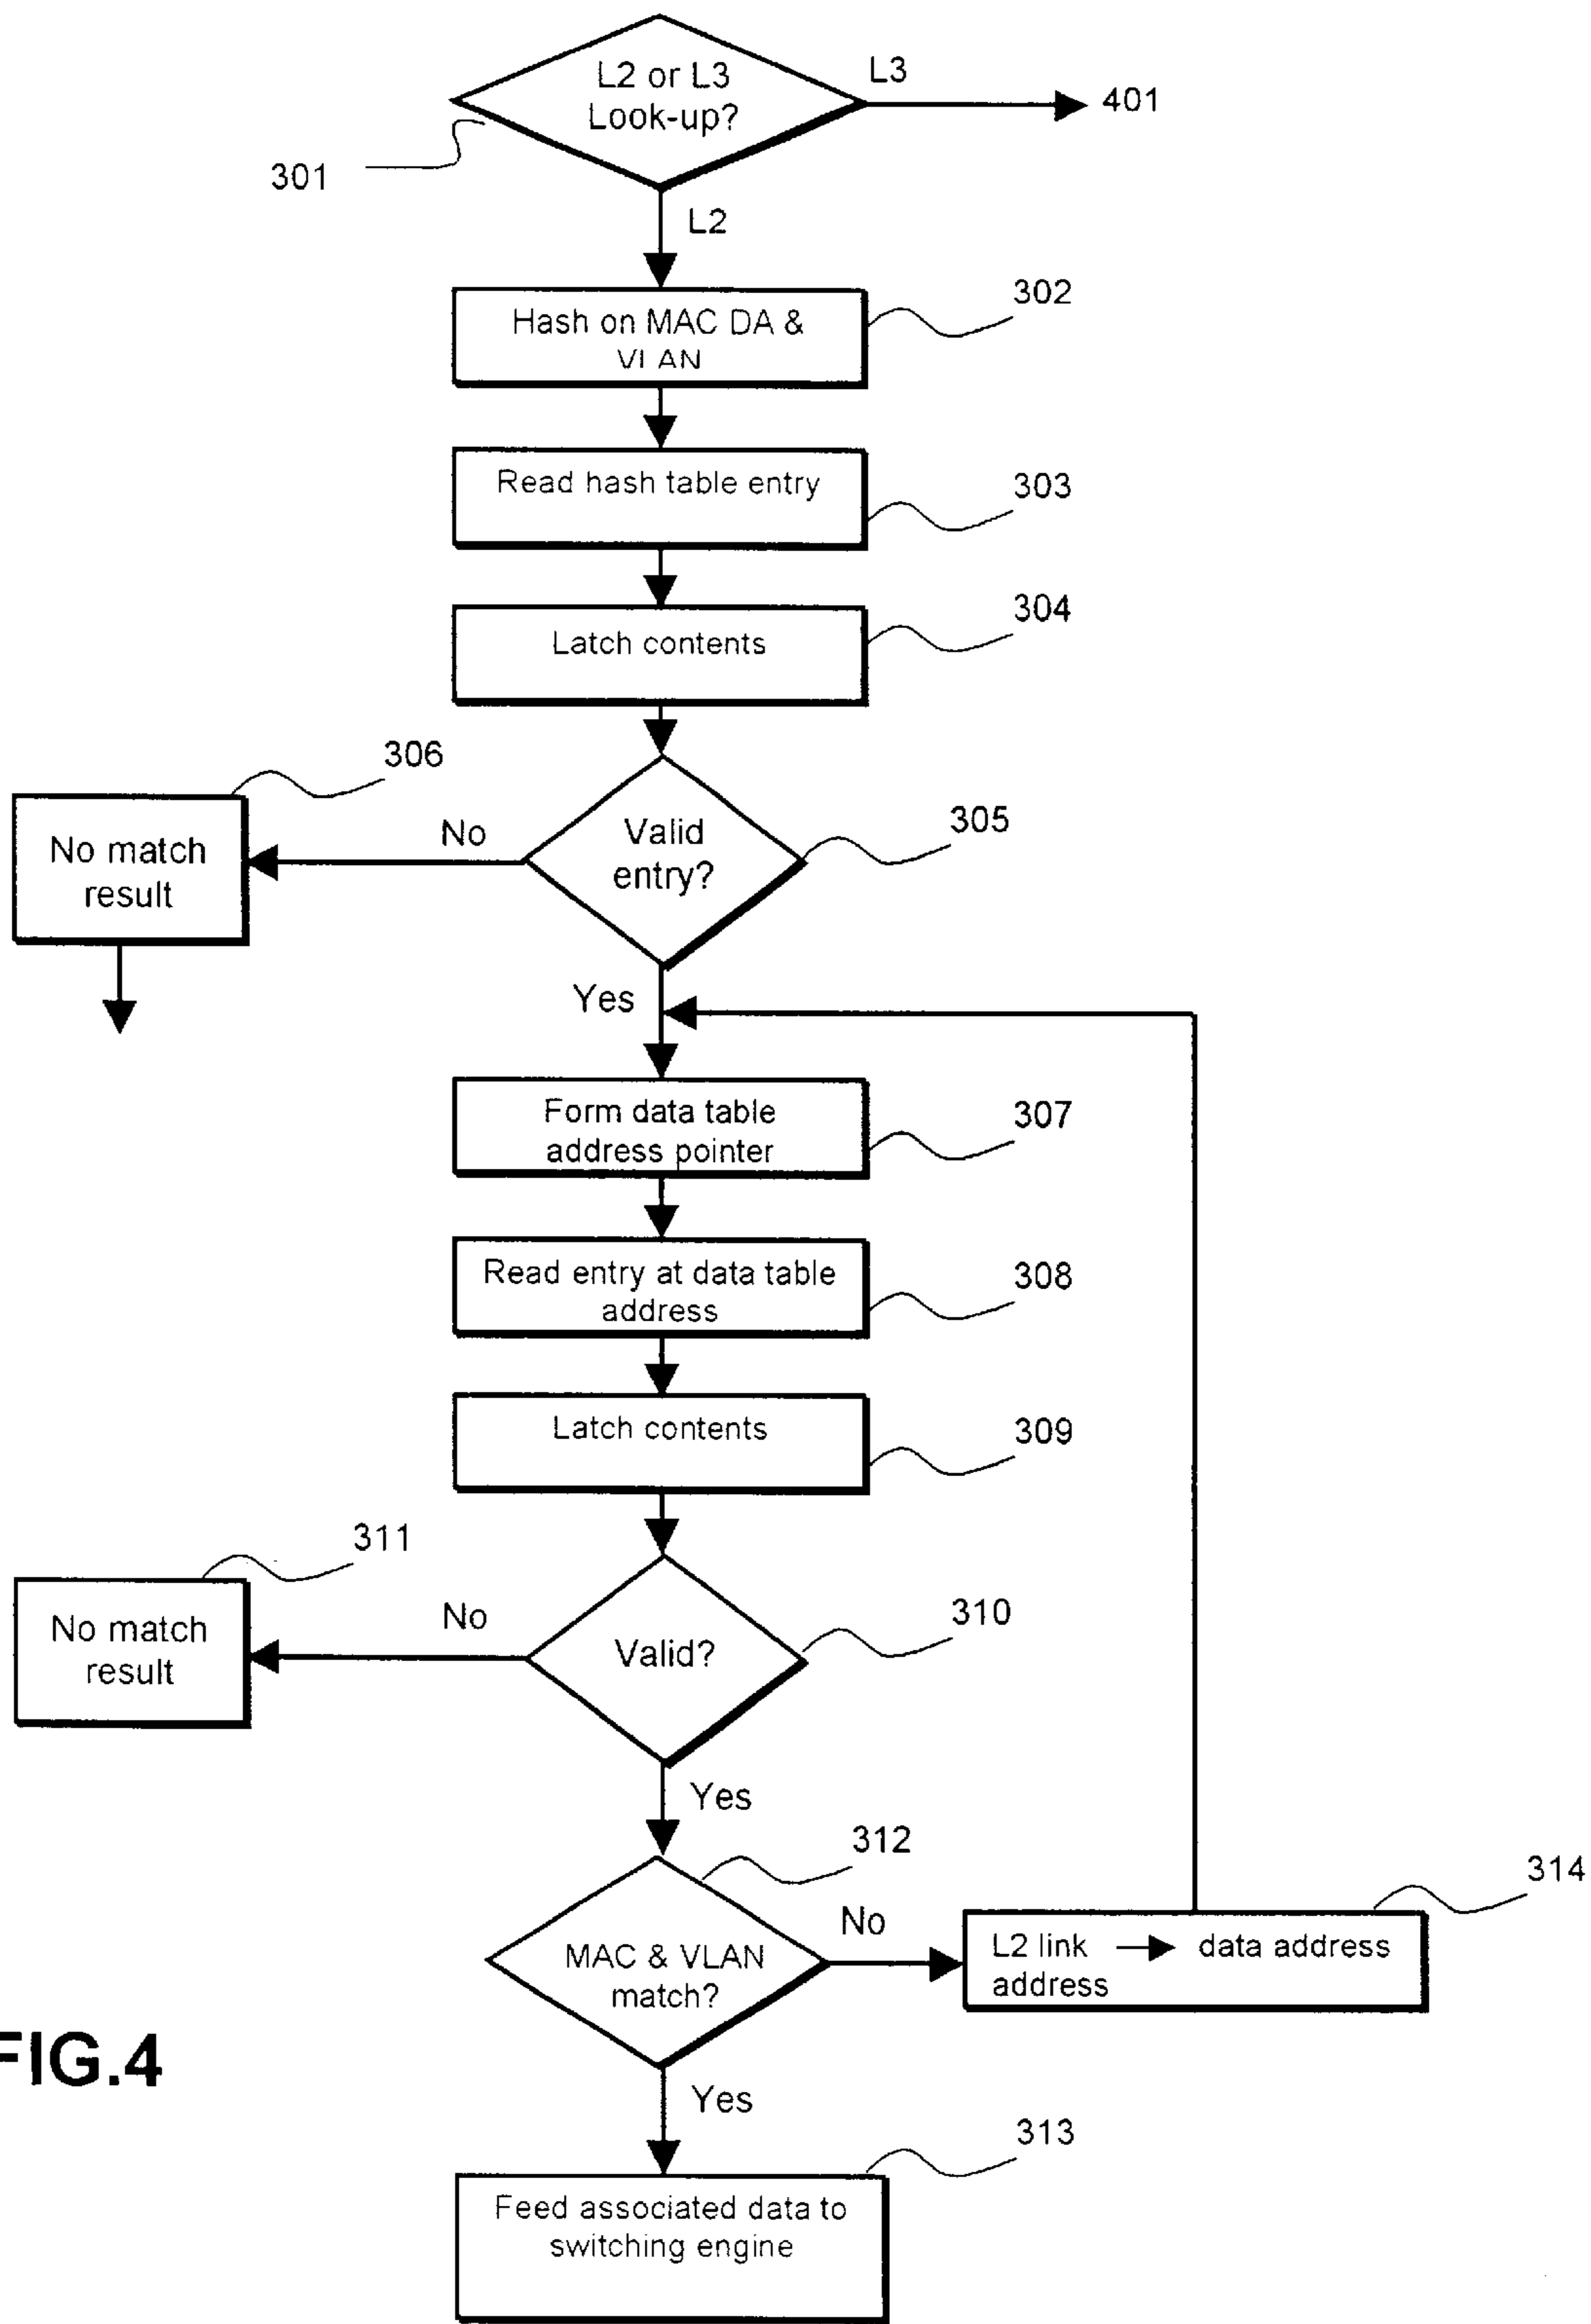 L2 or L3
Look-up?
L3
401
301
L2
302
Hash on MAC DA &
VLAN
303
Read hash table entry
304
Latch contents
306
305
No match
result
No
Valid
entry?
Yes
307
Form data table
address pointer
308
Read entry at data table
address
309
Latch contents
311
310
No match
result
No
Valid?
Yes
312
314
No
MAC & VLAN
match?
L2 link → data address
address
FIG.4
Yes
313
Feed associated data to
switching engine